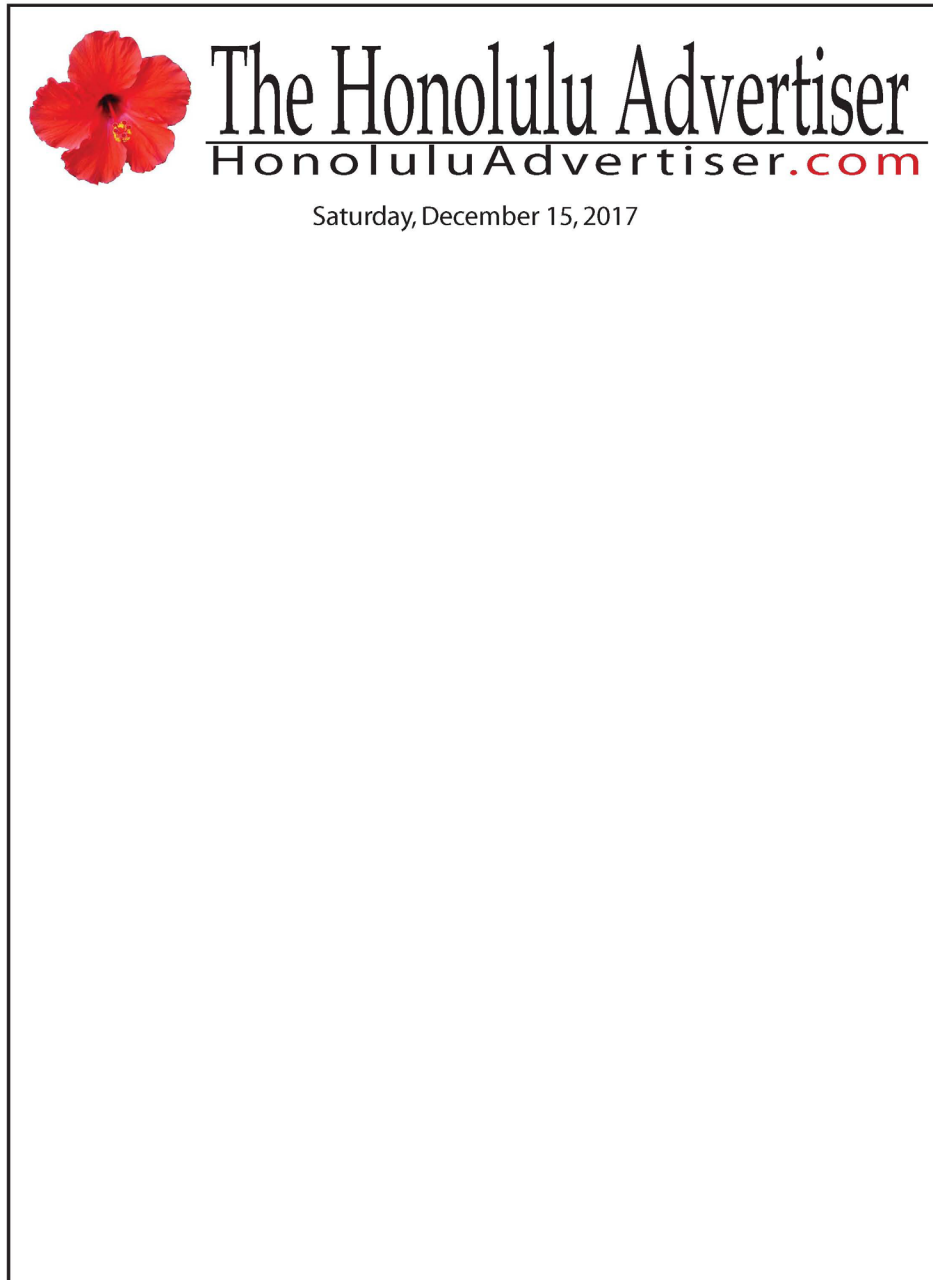 The Honolulu Advertiser
HonoluluAdvertiser.com
Saturday, December 15, 2017